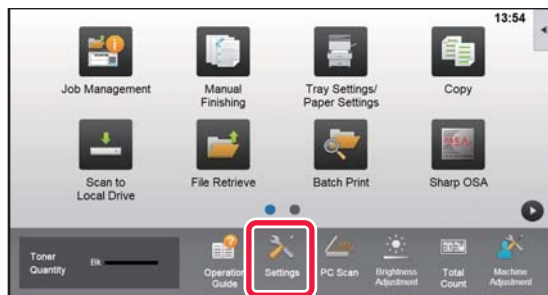 13:54
Job Management
Manual
Finishing
Tray Settings/
Paper Settings
Copy
Scan to
Local Drive
File Retrieve
Batch Print
OSA
Sharp OSA
Toner
Quantity
Bk
Operation
Guide
Settings
PC Scan
Brightness
Adjustment
Total
Count
Machine
Adjustment